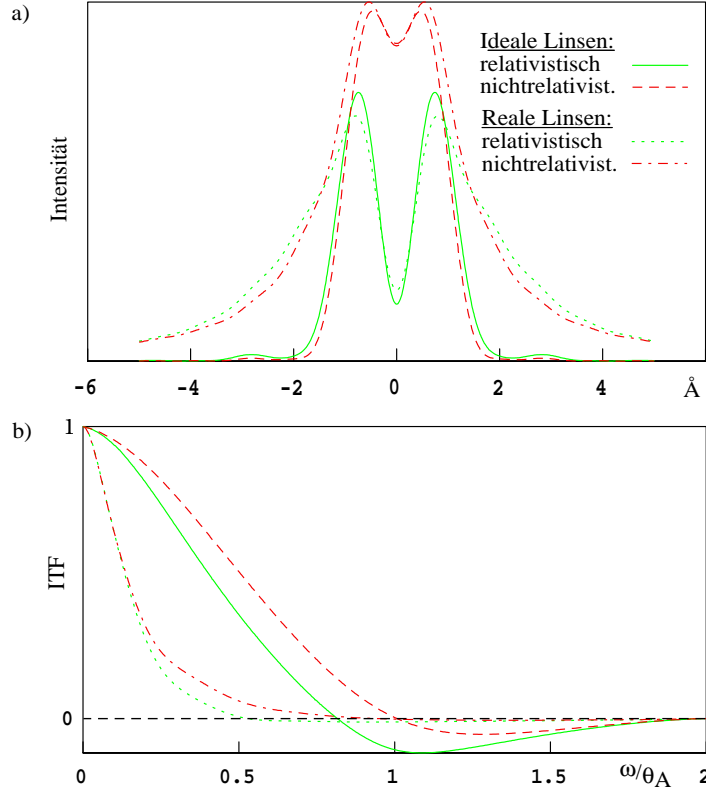 a)
Ideale Linsen:
relativistisch
nichtrelativist.
Reale Linsen:
relativistisch
nichtrelativist.
Intensität
-6 -4 -2 0 2 4 Å
b)
1
ITF
0
0 0.5 1 1.5 2
ω/θA